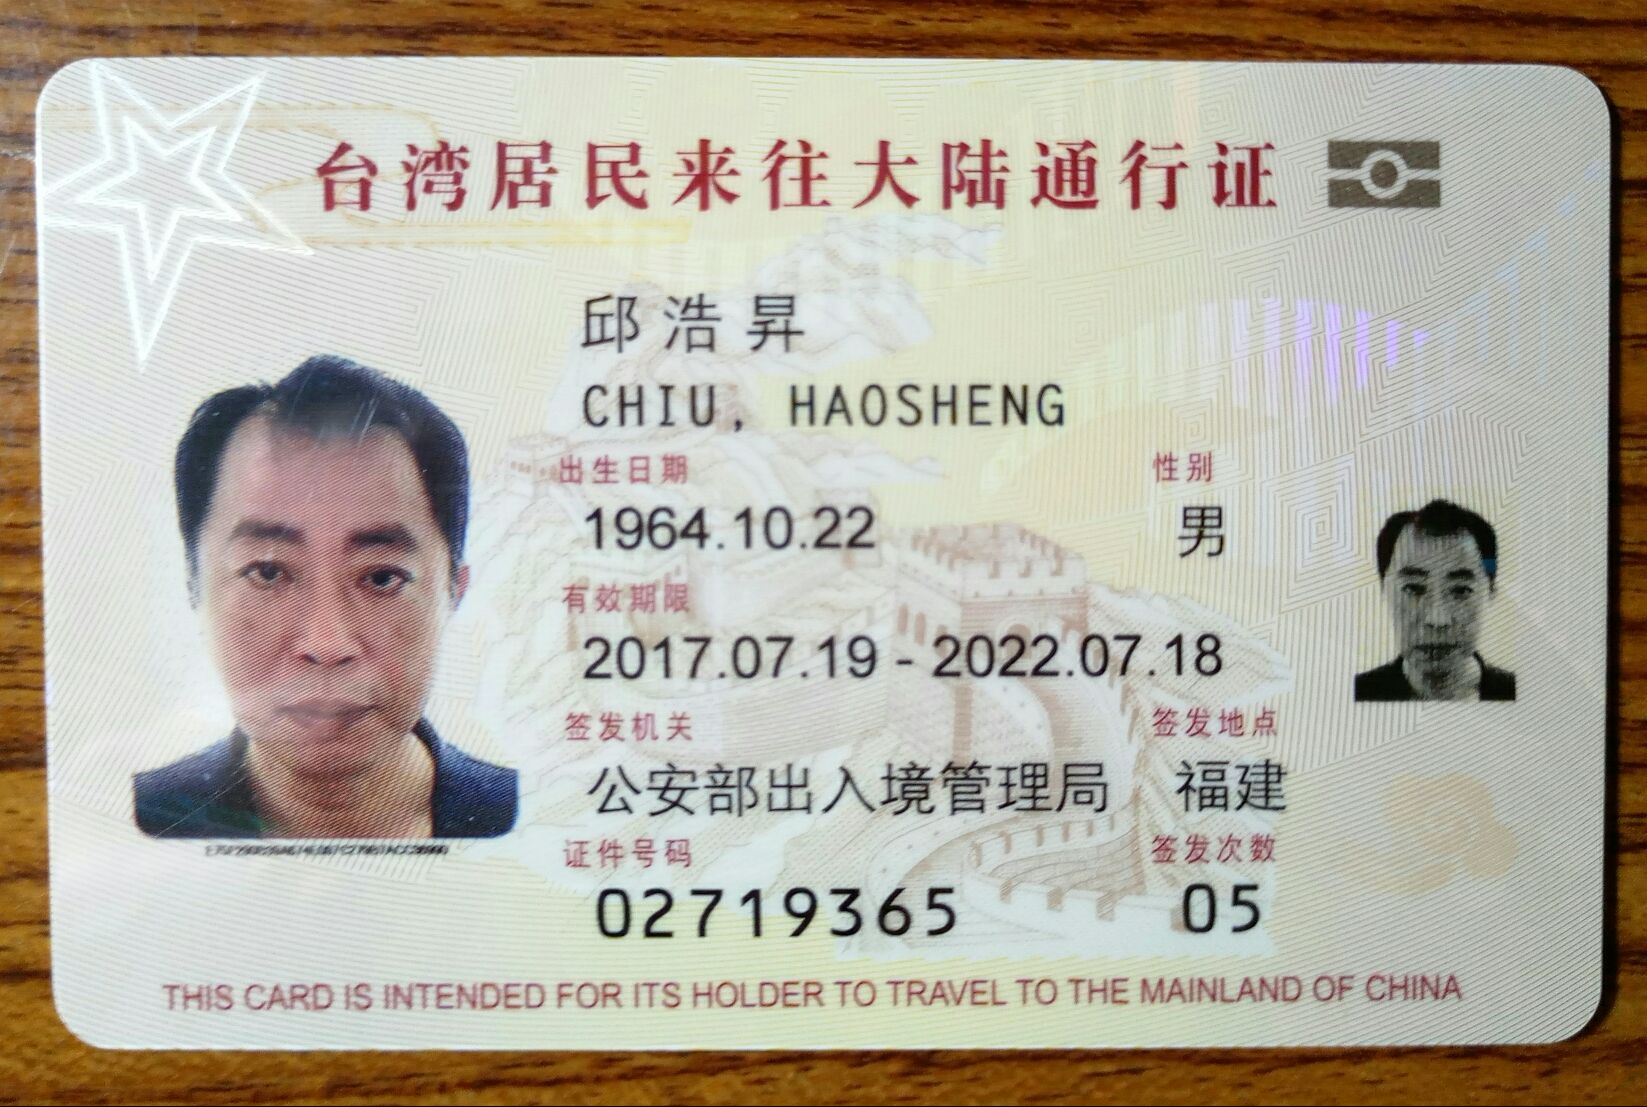 台湾居民来往大陆通行证
邱浩昇
CHIU, HAOSHENG
出生日期 性别
1964.10.22 男
有效期限
2017.07.19 - 2022.07.18
签发机关 签发地点
公安部出入境管理局 福建
证件号码 签发次数
02719365 05
THIS CARD IS INTENDED FOR ITS HOLDER TO TRAVEL TO THE MAINLAND OF CHINA